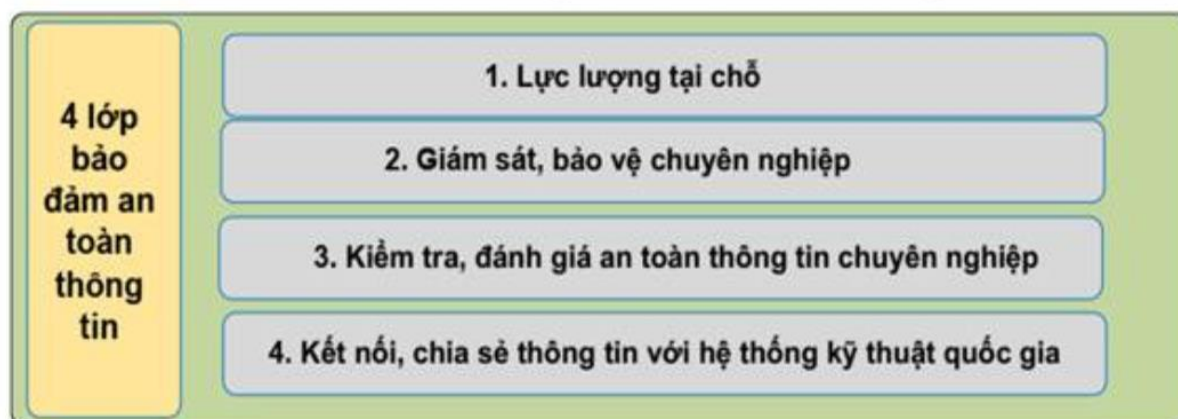 4 lớp
bảo
đảm an
toàn
thông
tin
1. Lực lượng tại chỗ
2. Giám sát, bảo vệ chuyên nghiệp
3. Kiểm tra, đánh giá an toàn thông tin chuyên nghiệp
4. Kết nối, chia sẻ thông tin với hệ thống kỹ thuật quốc gia